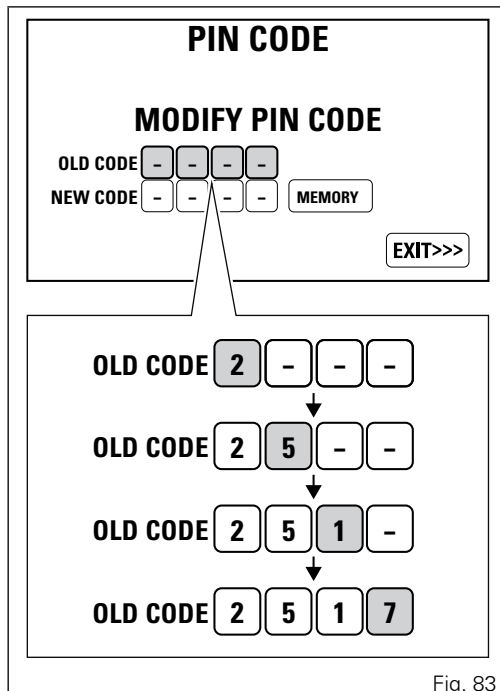 PIN CODE
MODIFY PIN CODE
OLD CODE - - - -
NEW CODE - - - - MEMORY
EXIT>>>
OLD CODE 2 - - -
OLD CODE 2 5 - -
OLD CODE 2 5 1 -
OLD CODE 2 5 1 7
Fig. 83